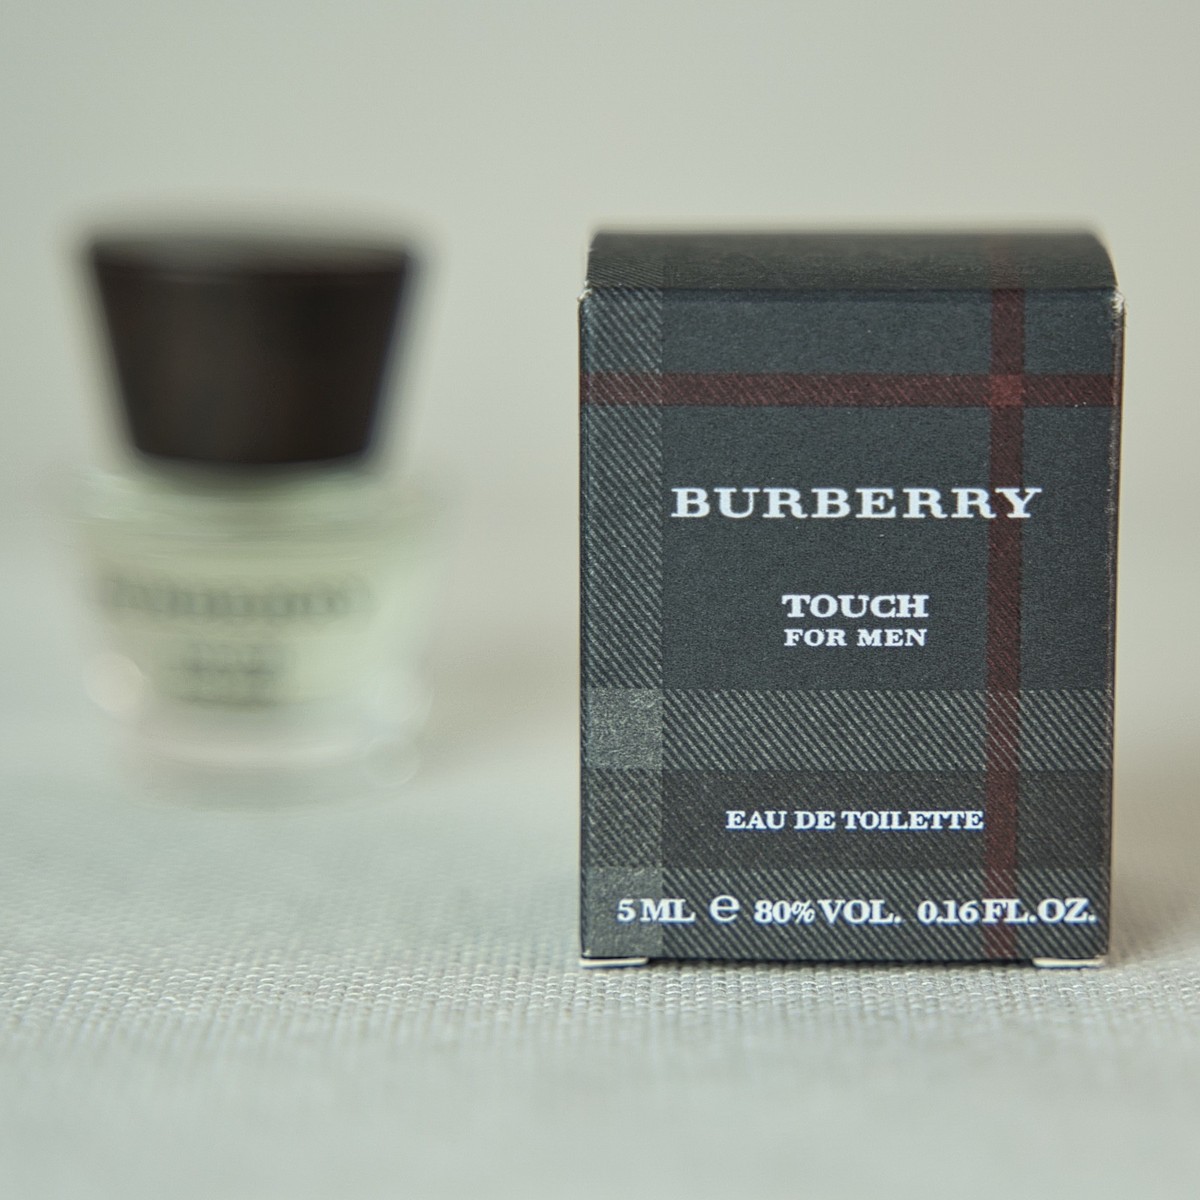 BURBERRY
TOUCH
FOR MEN
EAU DE TOILETTE
5 ML ℮ 80% VOL. 0.16 FL. OZ.